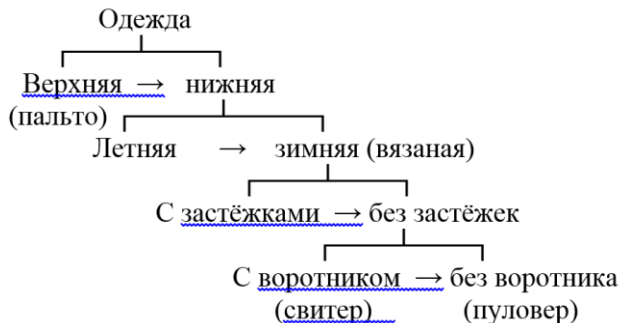 Одежда
Верхняя → нижняя
(пальто)
Летняя → зимняя (вязаная)
С застёжками → без застёжек
С воротником → без воротника
(свитер) (пуловер)